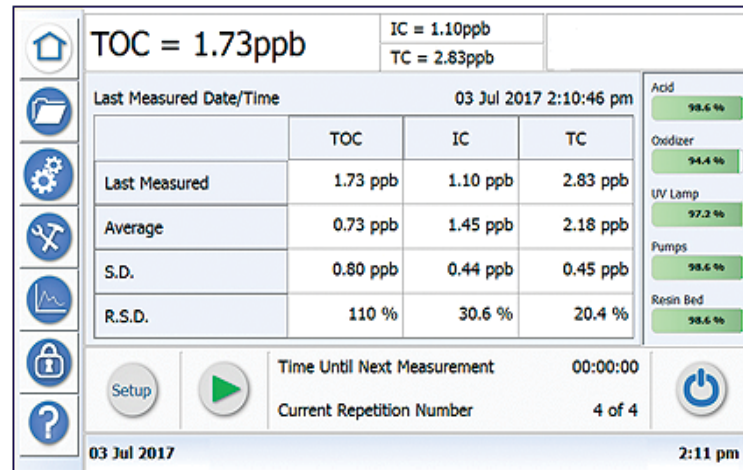 TOC = 1.73ppb
IC = 1.10ppb
TC = 2.83ppb
Last Measured Date/Time 03 Jul 2017 2:10:46 pm
TOC IC TC
Last Measured 1.73 ppb 1.10 ppb 2.83 ppb
Average 0.73 ppb 1.45 ppb 2.18 ppb
S.D. 0.80 ppb 0.44 ppb 0.45 ppb
R.S.D. 110 % 30.6 % 20.4 %
Acid
98.6 %
Oxidizer
94.4 %
UV Lamp
97.2 %
Pumps
98.6 %
Resin Bed
98.6 %
Setup
Time Until Next Measurement 00:00:00
Current Repetition Number 4 of 4
?
03 Jul 2017 2:11 pm